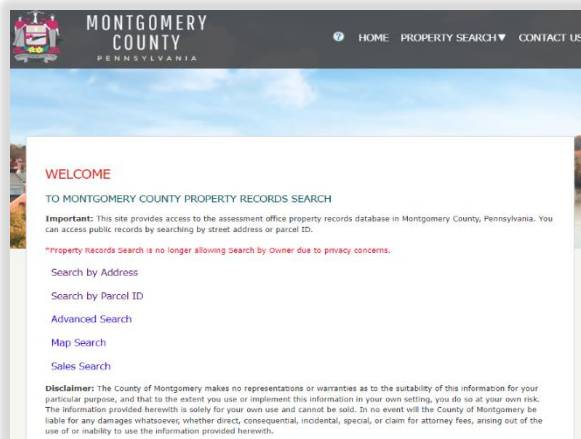 MONTGOMERY
COUNTY
PENNSYLVANIA
? HOME PROPERTY SEARCH▼ CONTACT US
WELCOME
TO MONTGOMERY COUNTY PROPERTY RECORDS SEARCH
Important: This site provides access to the assessment office property records database in Montgomery County, Pennsylvania. You
can access public records by searching by street address or parcel ID.
*Property Records Search is no longer allowing Search by Owner due to privacy concerns.
Search by Address
Search by Parcel ID
Advanced Search
Map Search
Sales Search
Disclaimer: The County of Montgomery makes no representations or warranties as to the suitability of this information for your
particular purpose, and that to the extent you use or implement this information in your own setting, you do so at your own risk.
The information provided herewith is solely for your own use and cannot be sold. In no event will the County of Montgomery be
liable for any damages whatsoever, whether direct, consequential, incidental, special, or claim for attorney fees, arising out of the
use of or inability to use the information provided herewith.